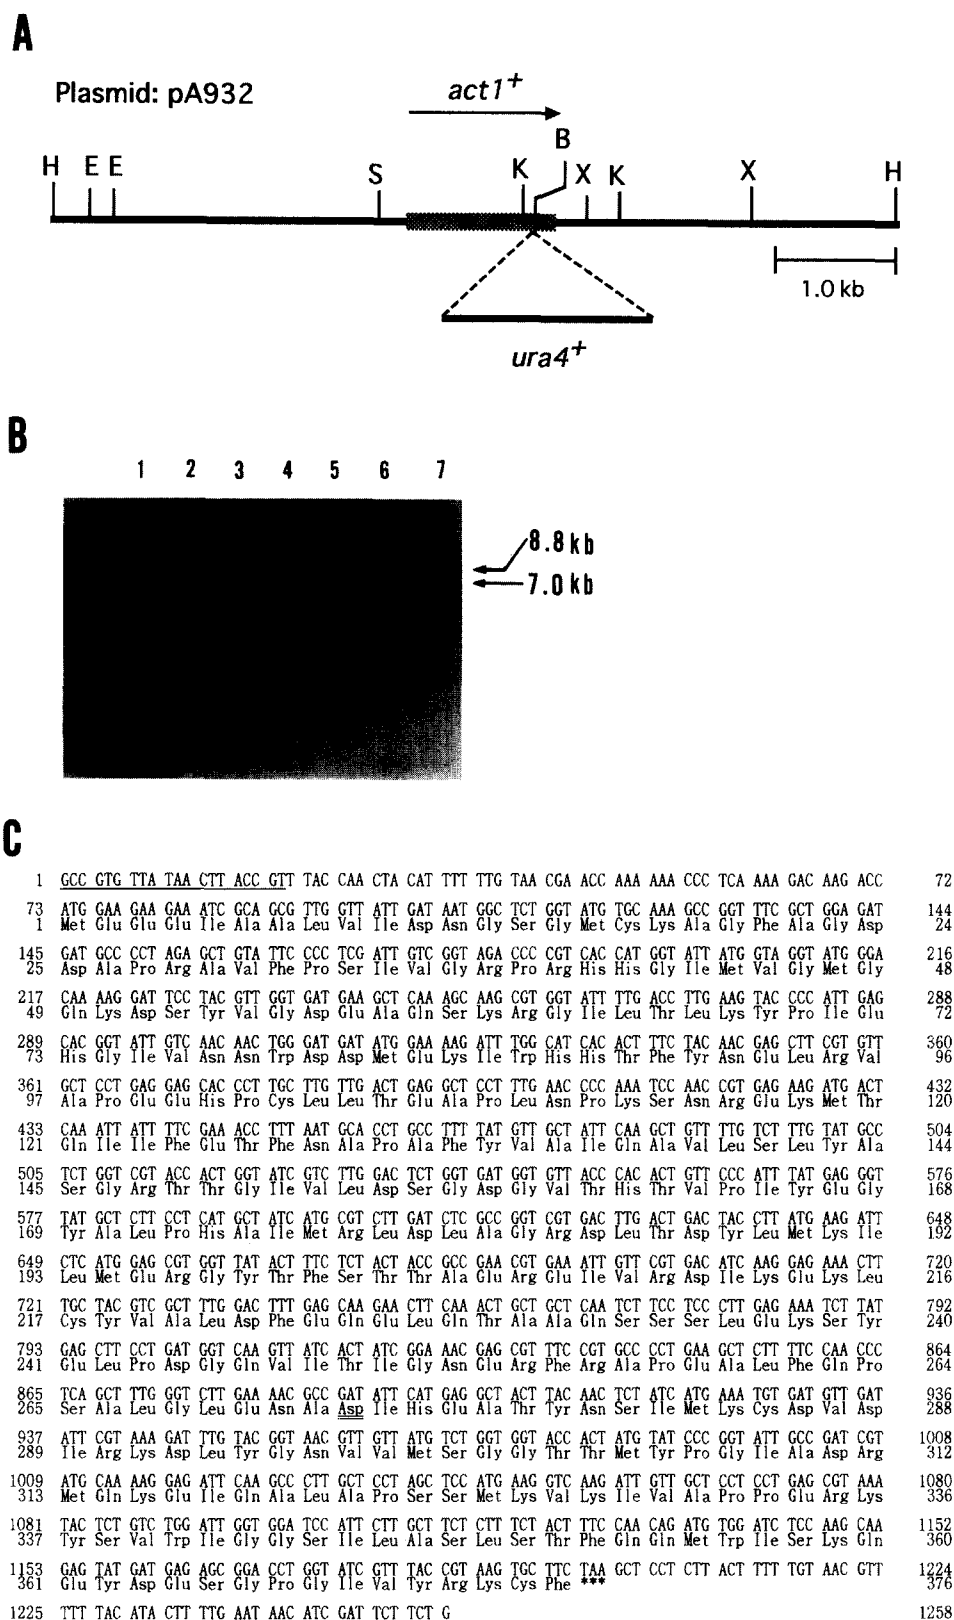 A
Plasmid: pA932
act1+
B
H E E S K X K X H
1.0 kb
ura4+
B
1 2 3 4 5 6 7
8.8 kb
7.0 kb
C
1 GCC GTG TTA TAA CTT ACC GTT TAC CAA CTA CAT TTT TTG TAA CGA ACC AAA AAA CCC TCA AAA GAC AAG ACC 72
73 ATG GAA GAA GAA ATC GCA GCG TTG GTT ATT GAT AAT GGC TCT GGT ATG TGC AAA GCC GGT TTC GCT GGA GAT 144
1 Met Glu Glu Glu Ile Ala Ala Leu Val Ile Asp Asn Gly Ser Gly Met Cys Lys Ala Gly Phe Ala Gly Asp 24
145 GAT GCC CCT AGA GCT GTA TTC CCC TCG ATT GTC GGT AGA CCC CGT CAC CAT GGT ATT ATG GTA GGT ATG GGA 216
25 Asp Ala Pro Arg Ala Val Phe Pro Ser Ile Val Gly Arg Pro Arg His His Gly Ile Met Val Gly Met Gly 48
217 CAA AAG GAT TCC TAC GTT GGT GAT GAA GCT CAA AGC AAG CGT GGT ATT TTG ACC TTG AAG TAC CCC ATT GAG 288
49 Gln Lys Asp Ser Tyr Val Gly Asp Glu Ala Gln Ser Lys Arg Gly Ile Leu Thr Leu Lys Tyr Pro Ile Glu 72
289 CAC GGT ATT GTC AAC AAC TGG GAT GAT ATG GAA AAG ATT TGG CAT CAC ACT TTC TAC AAC GAG CTT CGT GTT 360
73 His Gly Ile Val Asn Asn Trp Asp Asp Met Glu Lys Ile Trp His His Thr Phe Tyr Asn Glu Leu Arg Val 96
361 GCT CCT GAG GAG CAC CCT TGC TTG TTG ACT GAG GCT CCT TTG AAC CCC AAA TCC AAC CGT GAG AAG ATG ACT 432
97 Ala Pro Glu Glu His Pro Cys Leu Leu Thr Glu Ala Pro Leu Asn Pro Lys Ser Asn Arg Glu Lys Met Thr 120
433 CAA ATT ATT TTC GAA ACC TTT AAT GCA CCT GCC TTT TAT GTT GCT ATT CAA GCT GTT TTG TCT TTG TAT GCC 504
121 Gln Ile Ile Phe Glu Thr Phe Asn Ala Pro Ala Phe Tyr Val Ala Ile Gln Ala Val Leu Ser Leu Tyr Ala 144
505 TCT GGT CGT ACC ACT GGT ATC GTC TTG GAC TCT GGT GAT GGT GTT ACC CAC ACT GTT CCC ATT TAT GAG GGT 576
145 Ser Gly Arg Thr Thr Gly Ile Val Leu Asp Ser Gly Asp Gly Val Thr His Thr Val Pro Ile Tyr Glu Gly 168
577 TAT GCT CTT CCT CAT GCT ATC ATG CGT CTT GAT CTC GCC GGT CGT GAC TTG ACT GAC TAC CTT ATG AAG ATT 648
169 Tyr Ala Leu Pro His Ala Ile Met Arg Leu Asp Leu Ala Gly Arg Asp Leu Thr Asp Tyr Leu Met Lys Ile 192
649 CTC ATG GAG CGT GGT TAT ACT TTC TCT ACT ACC GCC GAA CGT GAA ATT GTT CGT GAC ATC AAG GAG AAA CTT 720
193 Leu Met Glu Arg Gly Tyr Thr Phe Ser Thr Thr Ala Glu Arg Glu Ile Val Arg Asp Ile Lys Glu Lys Leu 216
721 TGC TAC GTC GCT TTG GAC TTT GAG CAA GAA CTT CAA ACT GCT GCT CAA TCT TCC TCC CTT GAG AAA TCT TAT 792
217 Cys Tyr Val Ala Leu Asp Phe Glu Gln Glu Leu Gln Thr Ala Ala Gln Ser Ser Ser Leu Glu Lys Ser Tyr 240
793 GAG CTT CCT GAT GGT CAA GTT ATC ACT ATC GGA AAC GAG CGT TTC CGT GCC CCT GAA GCT CTT TTC CAA CCC 864
241 Glu Leu Pro Asp Gly Gln Val Ile Thr Ile Gly Asn Glu Arg Phe Arg Ala Pro Glu Ala Leu Phe Gln Pro 264
865 TCA GCT TTG GGT CTT GAA AAC GCC GAT ATT CAT GAG GCT ACT TAC AAC TCT ATC ATG AAA TGT GAT GTT GAT 936
265 Ser Ala Leu Gly Leu Glu Asn Ala Asp Ile His Glu Ala Thr Tyr Asn Ser Ile Met Lys Cys Asp Val Asp 288
937 ATT CGT AAA GAT TTG TAC GGT AAC GTT GTT ATG TCT GGT GGT ACC ACT ATG TAT CCC GGT ATT GCC GAT CGT 1008
289 Ile Arg Lys Asp Leu Tyr Gly Asn Val Val Met Ser Gly Gly Thr Thr Met Tyr Pro Gly Ile Ala Asp Arg 312
1009 ATG CAA AAG GAG ATT CAA GCC CTT GCT CCT AGC TCC ATG AAG GTC AAG ATT GTT GCT CCT CCT GAG CGT AAA 1080
313 Met Gln Lys Glu Ile Gln Ala Leu Ala Pro Ser Ser Met Lys Val Lys Ile Val Ala Pro Pro Glu Arg Lys 336
1081 TAC TCT GTC TGG ATT GGT GGA TCC ATT CTT GCT TCT CTT TCT ACT TTC CAA CAG ATG TGG ATC TCC AAG CAA 1152
337 Tyr Ser Val Trp Ile Gly Gly Ser Ile Leu Ala Ser Leu Ser Thr Phe Gln Gln Met Trp Ile Ser Lys Gln 360
1153 GAG TAT GAT GAG AGC GGA CCT GGT ATC GTT TAC CGT AAG TGC TTC TAA GCT CCT CTT ACT TTT TGT AAC GTT 1224
361 Glu Tyr Asp Glu Ser Gly Pro Gly Ile Val Tyr Arg Lys Cys Phe *** 376
1225 TTT TAC ATA CTT TTG AAT AAC ATC GAT TCT TCT G 1258